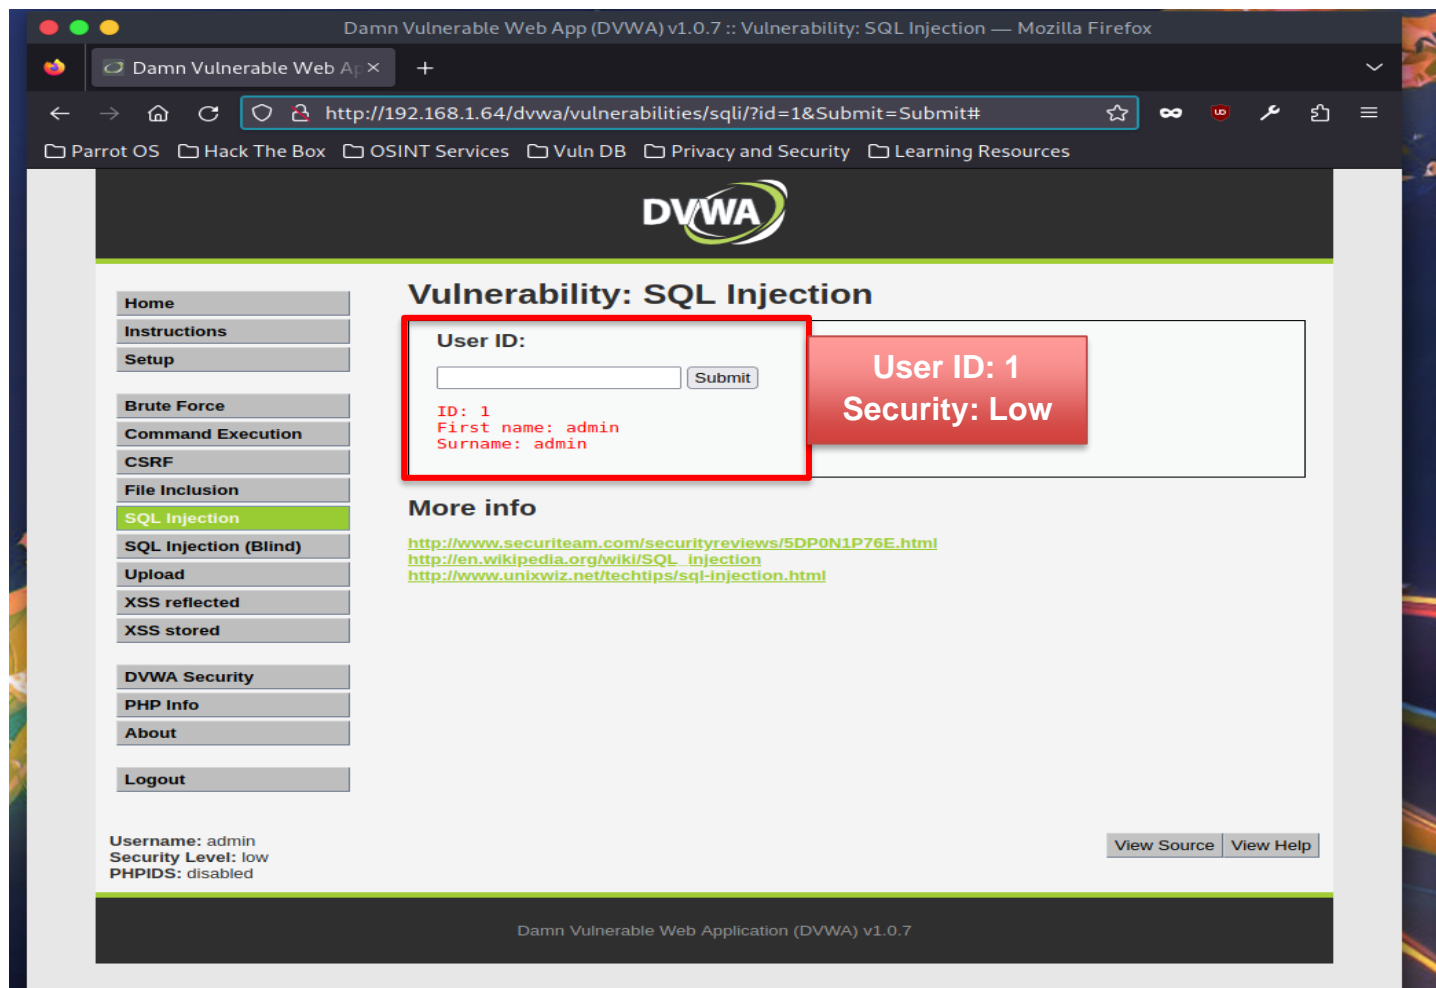 Damn Vulnerable Web App (DVWA) v1.0.7 :: Vulnerability: SQL Injection — Mozilla Firefox
Damn Vulnerable Web Ap
http://192.168.1.64/dvwa/vulnerabilities/sqli/?id=1&Submit=Submit#
Parrot OS Hack The Box OSINT Services Vuln DB Privacy and Security Learning Resources
DVWA
Home
Instructions
Setup
Brute Force
Command Execution
CSRF
File Inclusion
SQL Injection
SQL Injection (Blind)
Upload
XSS reflected
XSS stored
DVWA Security
PHP Info
About
Logout
Vulnerability: SQL Injection
User ID:
Submit
ID: 1
First name: admin
Surname: admin
User ID: 1
Security: Low
More info
http://www.securiteam.com/securityreviews/5DP0N1P76E.html
http://en.wikipedia.org/wiki/SQL_injection
http://www.unixwiz.net/techtips/sql-injection.html
Username: admin
Security Level: low
PHPIDS: disabled
View Source View Help
Damn Vulnerable Web Application (DVWA) v1.0.7